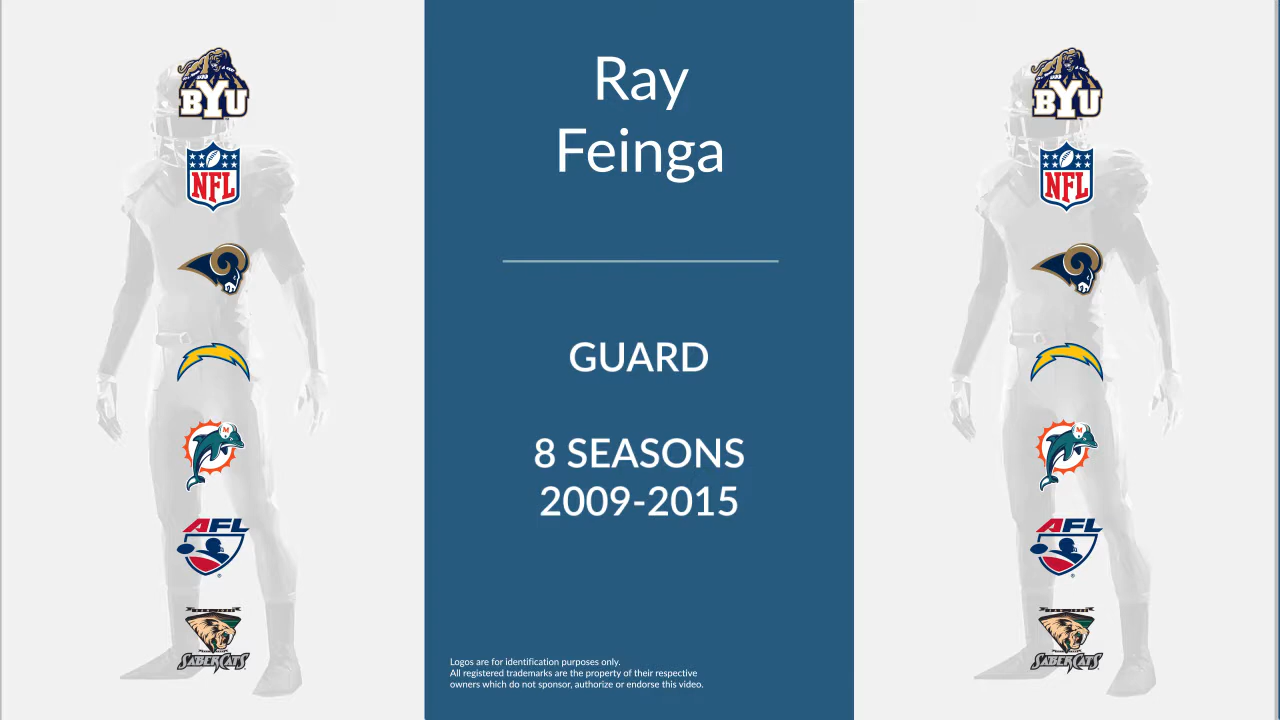 Ray
Feinga
GUARD
8 SEASONS
2009-2015
Logos are for identification purposes only.
All registered trademarks are the property of their respective
owners which do not sponsor, authorize or endorse this video.
BYU
NFL
M
AFL
SABERCATS
BYU
NFL
M
AFL
SABERCATS